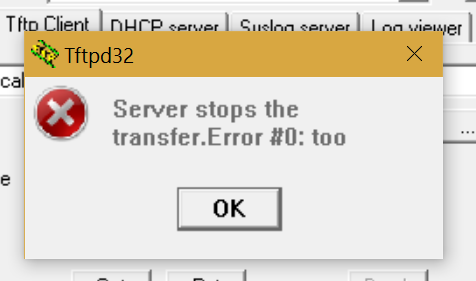 Tftp Client DHCP server Syslog server Log viewer
Tftpd32
cal
Server stops the
transfer.Error #0: too
...
e
OK